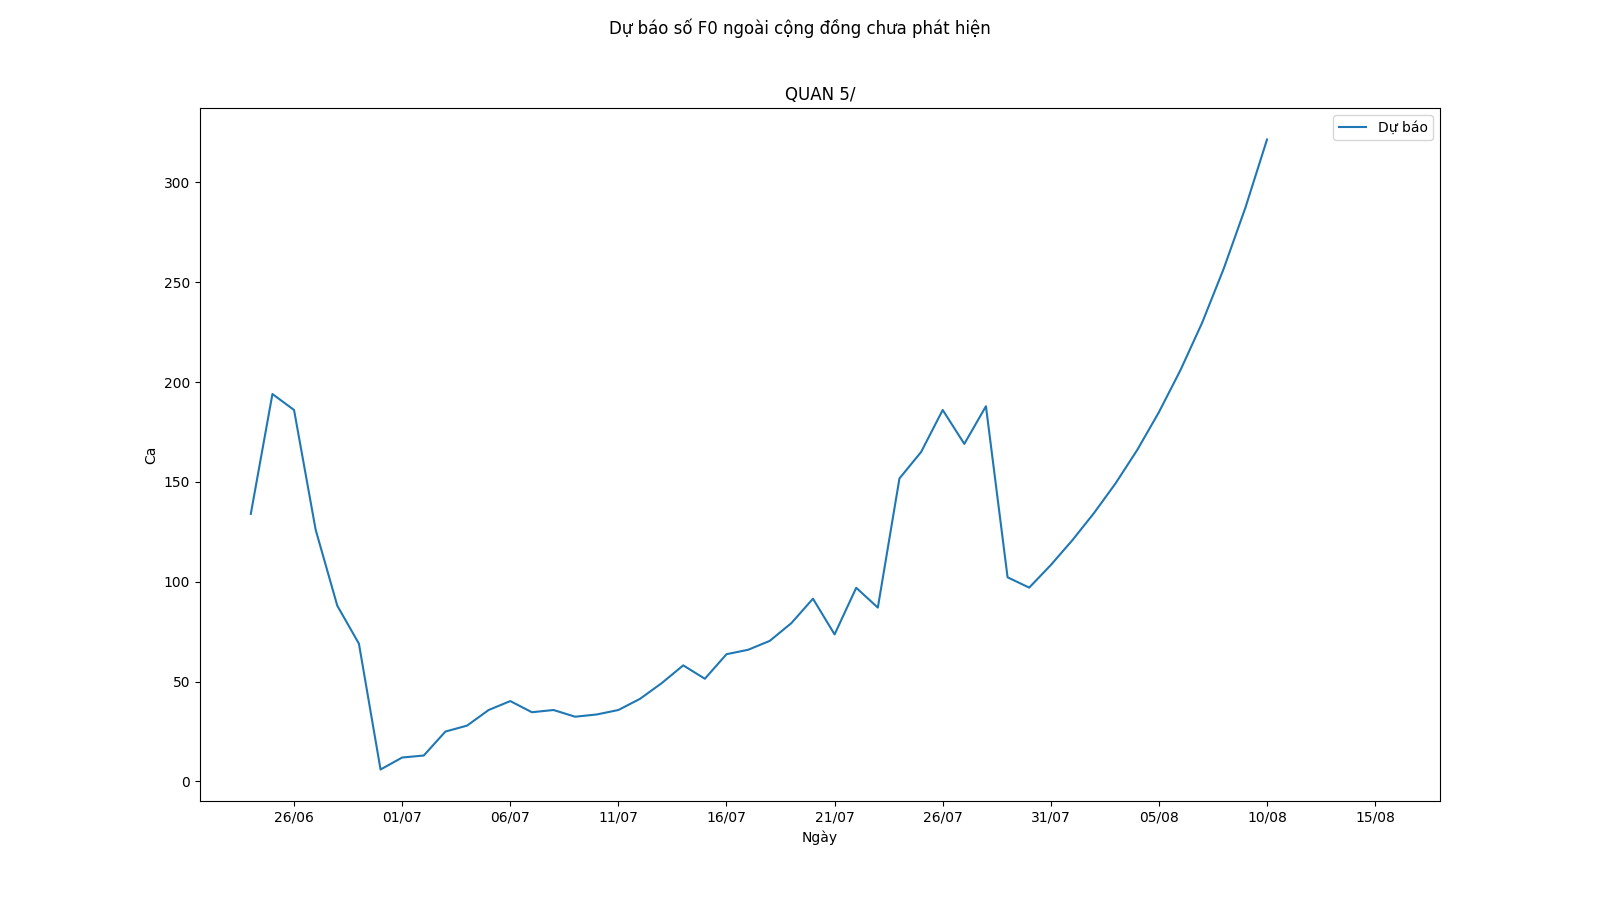 Dự báo số F0 ngoài cộng đồng chưa phát hiện
QUAN 5/
Dự báo
300
250
200
150
100
50
0
Ca
26/06 01/07 06/07 11/07 16/07 21/07 26/07 31/07 05/08 10/08 15/08
Ngày